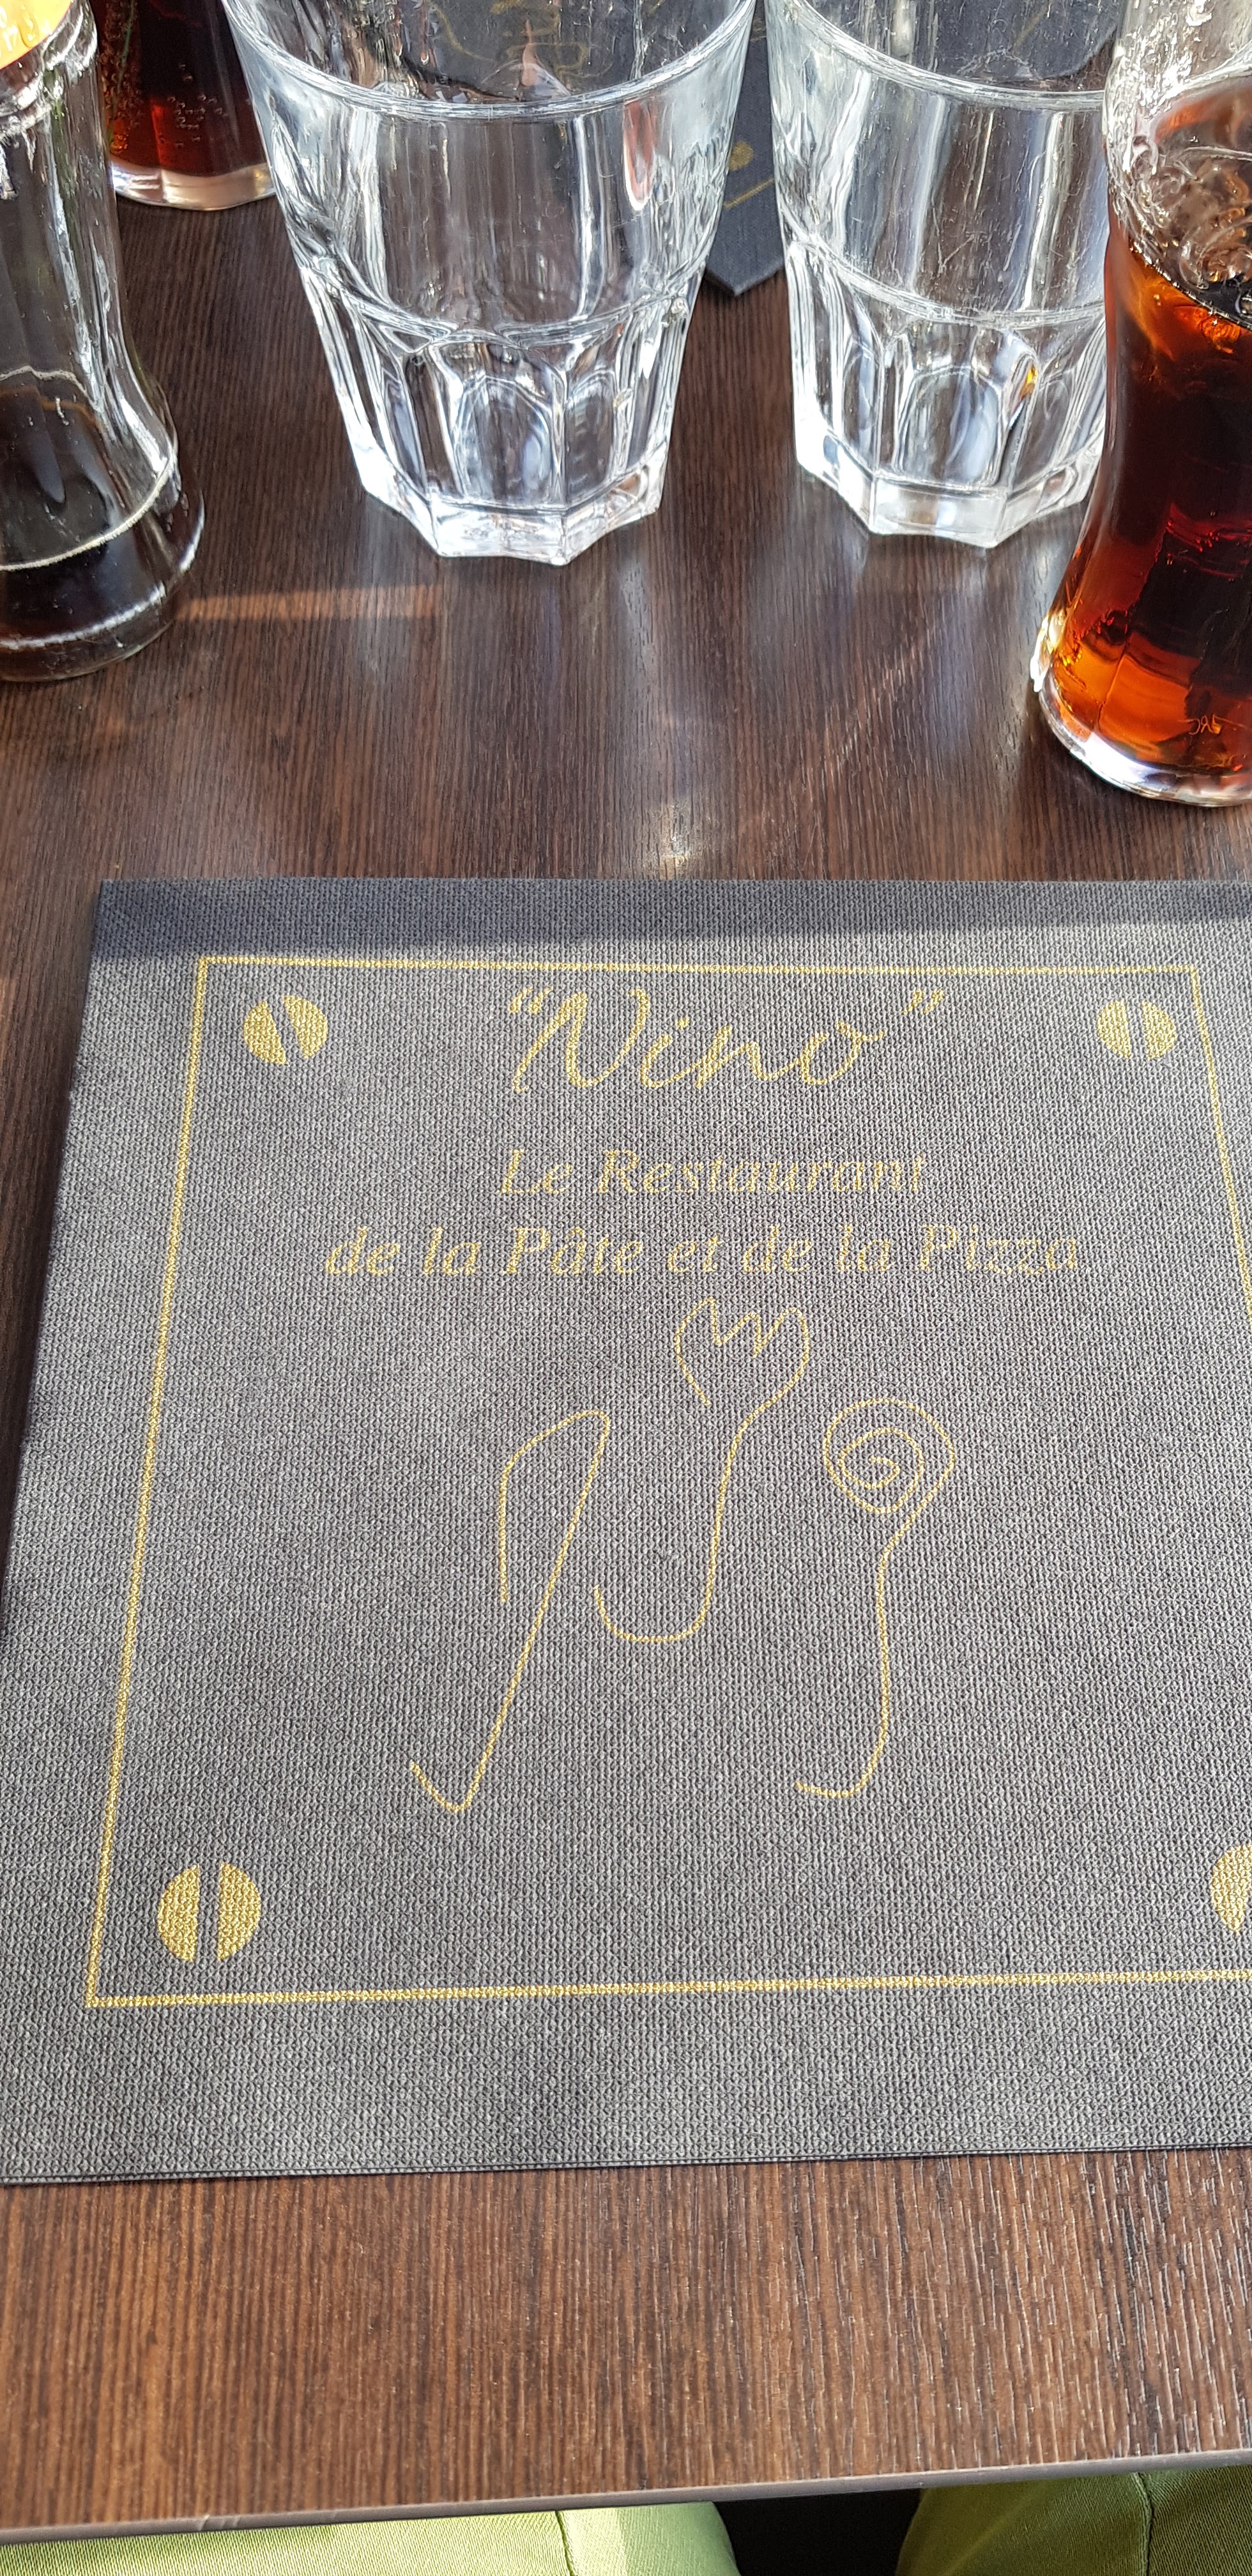 “Nino”
Le Restaurant
de la Pâte et de la Pizza